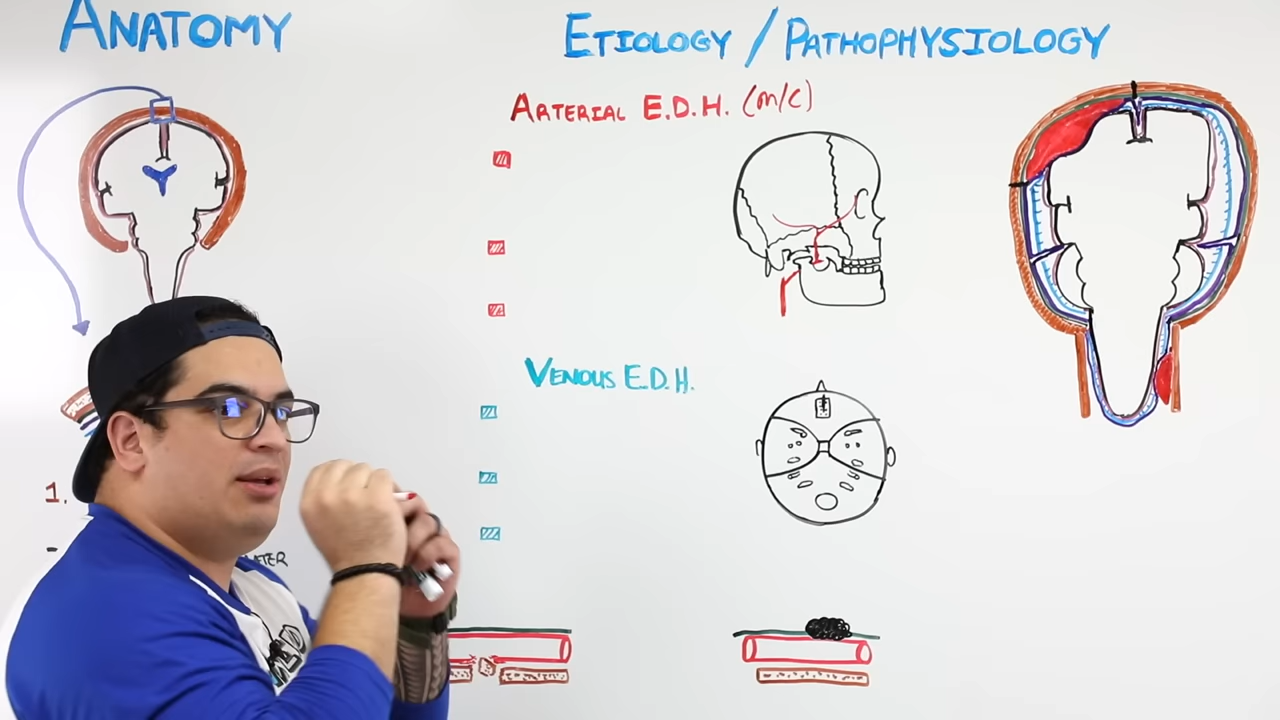 ANATOMY
ETIOLOGY / PATHOPHYSIOLOGY
ARTERIAL E.D.H. (M/C)
VENOUS E.D.H.
1.
-